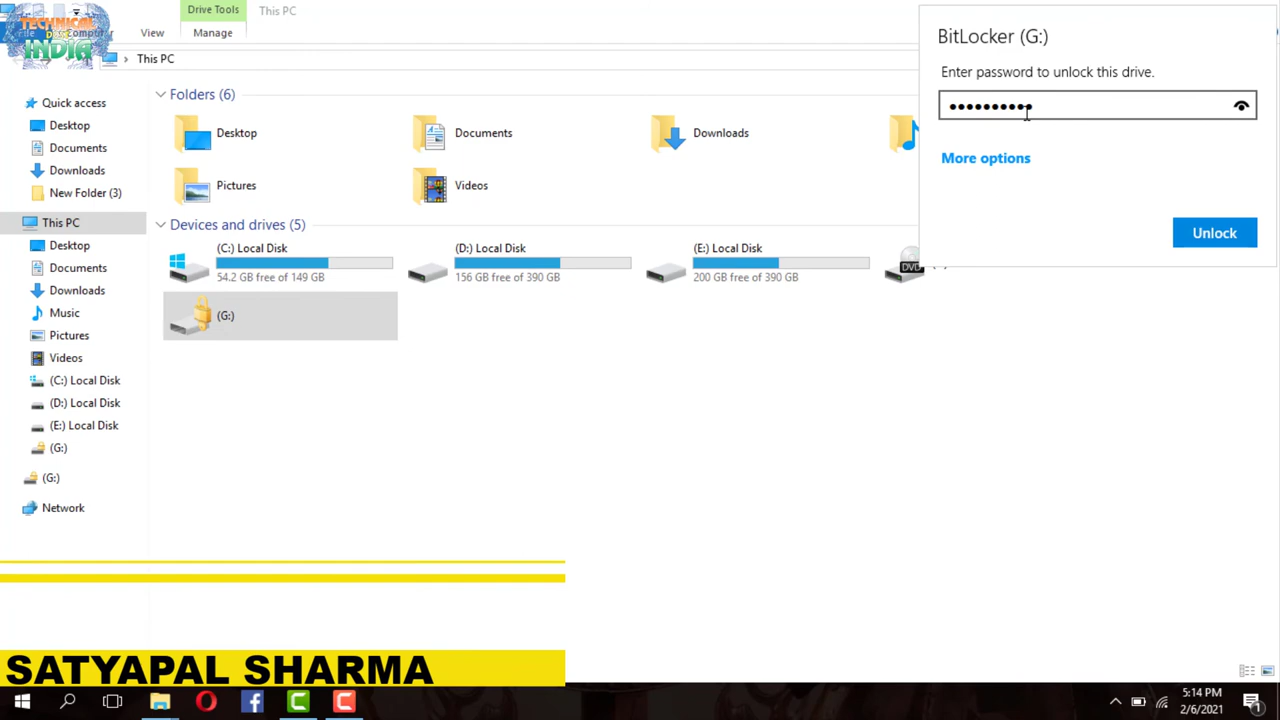 TECHNICAL
INDIA
Drive Tools
This PC
View
Manage
This PC
Quick access
Desktop
Documents
Downloads
New Folder (3)
This PC
Desktop
Documents
Downloads
Music
Pictures
Videos
(C:) Local Disk
(D:) Local Disk
(E:) Local Disk
(G:)
(G:)
Network
Folders (6)
Desktop
Documents
Downloads
Pictures
Videos
Devices and drives (5)
(C:) Local Disk
54.2 GB free of 149 GB
(D:) Local Disk
156 GB free of 390 GB
(E:) Local Disk
200 GB free of 390 GB
DVD
(G:)
BitLocker (G:)
Enter password to unlock this drive.
More options
Unlock
SATYAPAL SHARMA
5:14 PM
2/6/2021
1